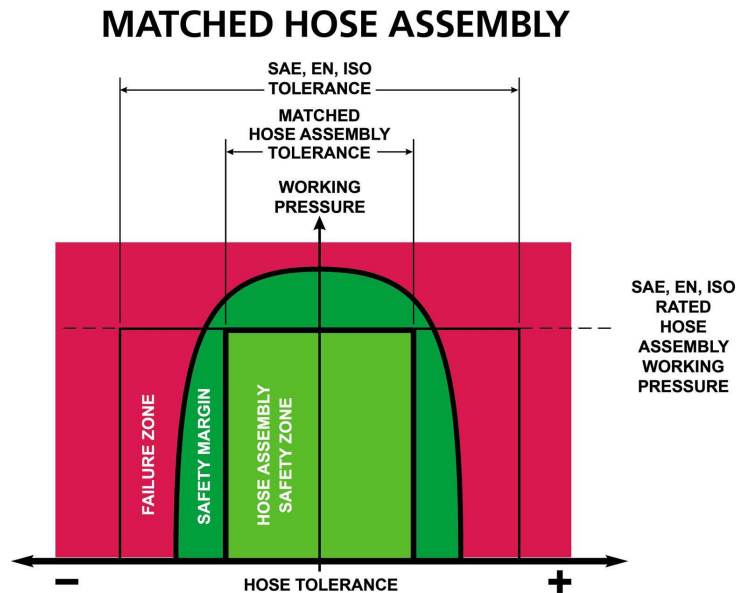 MATCHED HOSE ASSEMBLY
SAE, EN, ISO
TOLERANCE
MATCHED
HOSE ASSEMBLY
TOLERANCE
WORKING
PRESSURE
SAE, EN, ISO
RATED
HOSE
ASSEMBLY
WORKING
PRESSURE
FAILURE ZONE
SAFETY MARGIN
HOSE ASSEMBLY
SAFETY ZONE
−
HOSE TOLERANCE
+